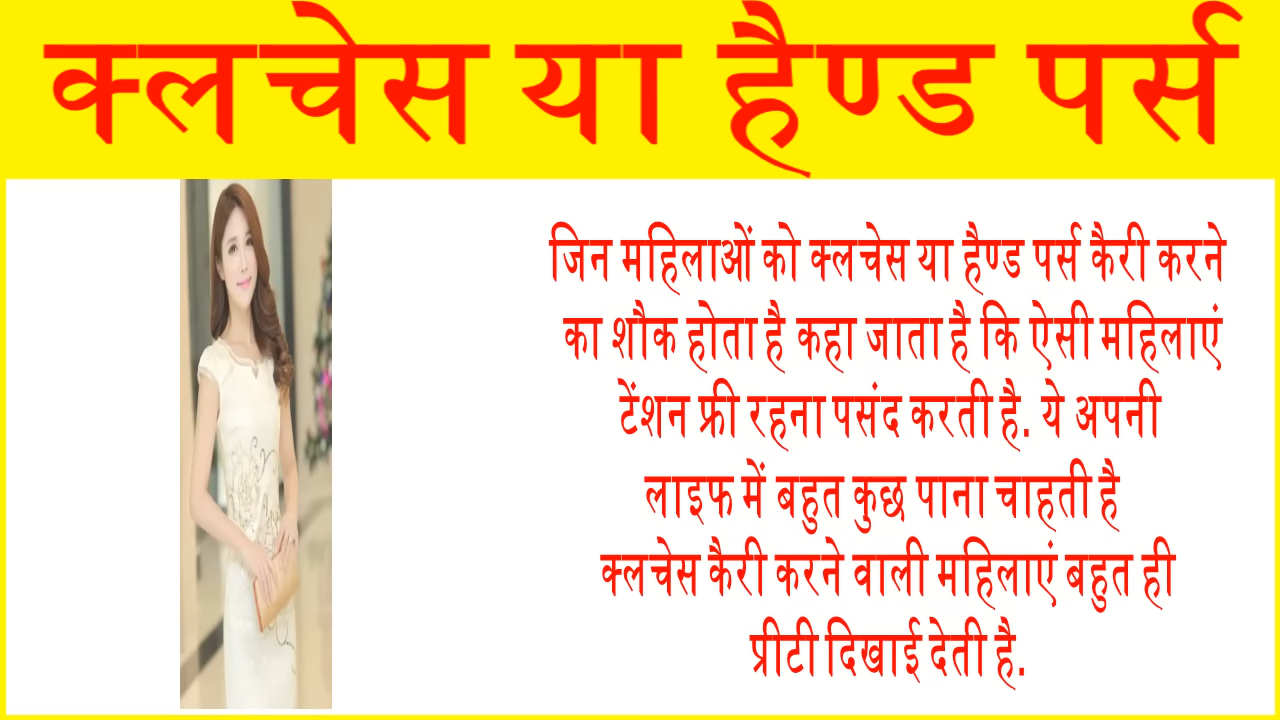 क्लचेस या हैण्ड पर्स
जिन महिलाओं को क्लचेस या हैण्ड पर्स कैरी करने
का शौक होता है कहा जाता है कि ऐसी महिलाएं
टेंशन फ्री रहना पसंद करती है. ये अपनी
लाइफ में बहुत कुछ पाना चाहती है
क्लचेस कैरी करने वाली महिलाएं बहुत ही
प्रीटी दिखाई देती है.